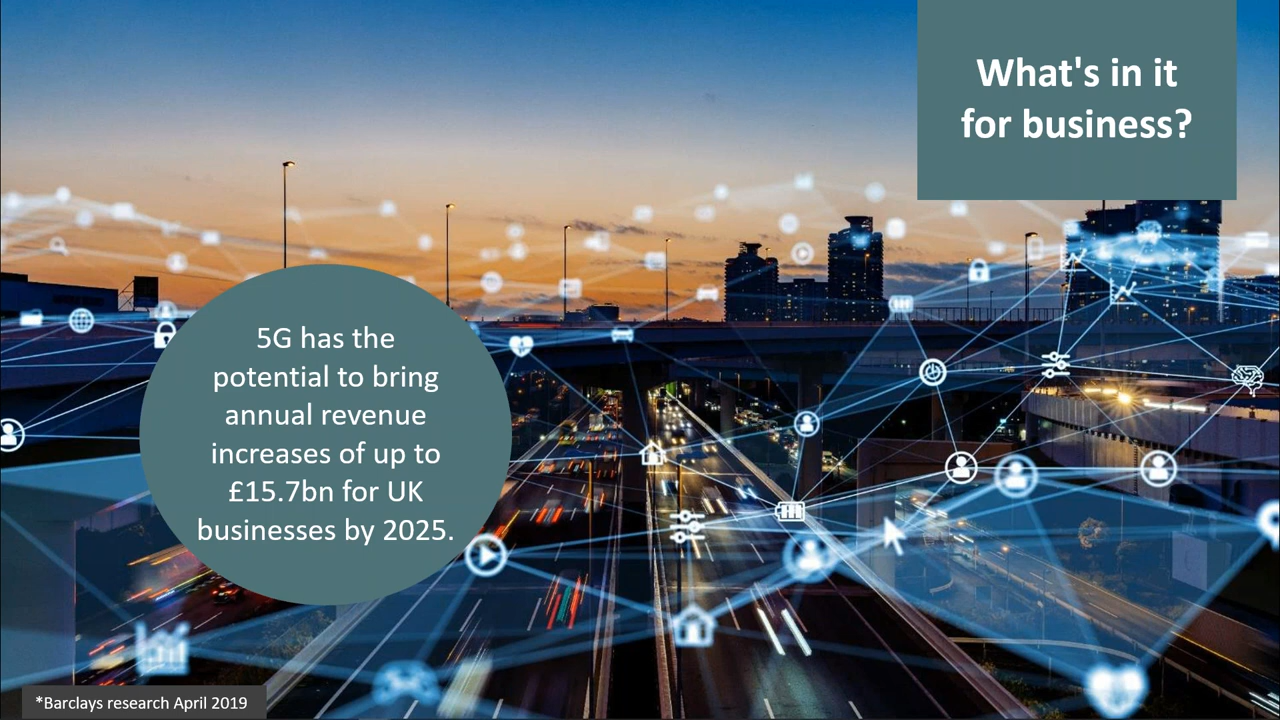 What's in it
for business?
5G has the
potential to bring
annual revenue
increases of up to
£15.7bn for UK
businesses by 2025.
*Barclays research April 2019